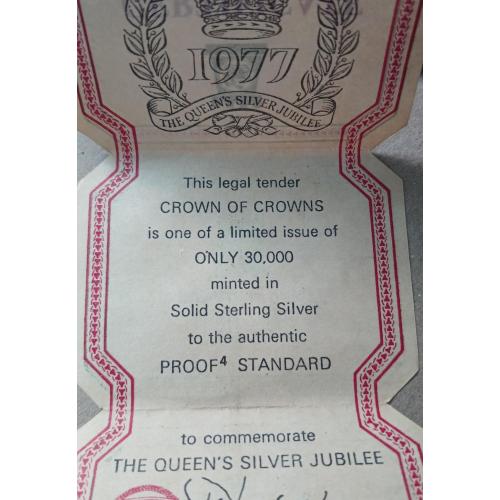 1977
THE QUEEN'S SILVER JUBILEE
This legal tender
CROWN OF CROWNS
is one of a limited issue of
ONLY 30,000
minted in
Solid Sterling Silver
to the authentic
PROOF⁴ STANDARD
to commemorate
THE QUEEN'S SILVER JUBILEE